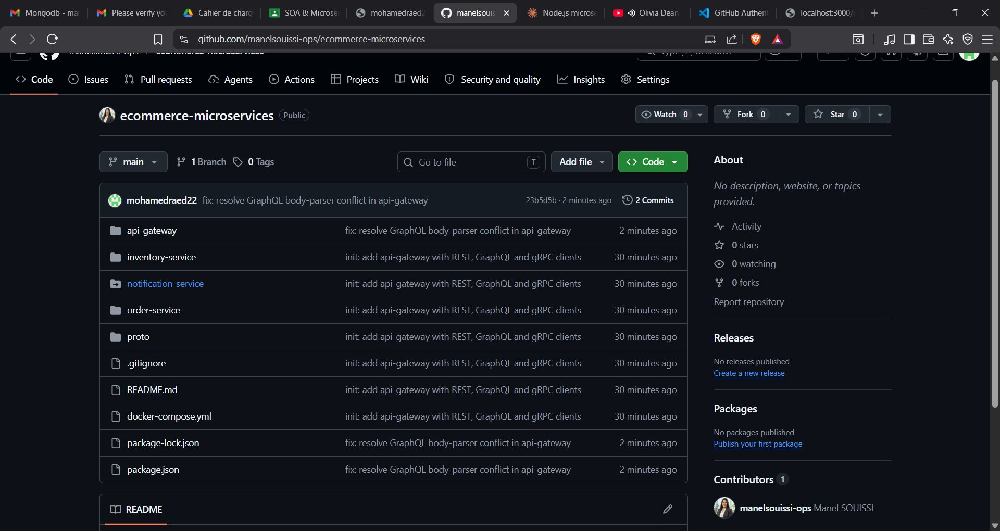 Mongodb - ma
Please verify yo
Cahier de charg
SOA & Microse
mohamedraed2
manelsouis
Node.js microse
Olivia Dean
GitHub Authent
localhost:3000/
github.com/manelsouissi-ops/ecommerce-microservices
manelsouissi-ops / ecommerce-microservices
Type / to search
Code
Issues
Pull requests
Agents
Actions
Projects
Wiki
Security and quality
Insights
Settings
ecommerce-microservices Public
Watch 0
Fork 0
Star 0
main
1 Branch
0 Tags
Go to file T
Add file
Code
mohamedraed22 fix: resolve GraphQL body-parser conflict in api-gateway 23b5d5b · 2 minutes ago 2 Commits
api-gateway fix: resolve GraphQL body-parser conflict in api-gateway 2 minutes ago
inventory-service init: add api-gateway with REST, GraphQL and gRPC clients 30 minutes ago
notification-service init: add api-gateway with REST, GraphQL and gRPC clients 30 minutes ago
order-service init: add api-gateway with REST, GraphQL and gRPC clients 30 minutes ago
proto init: add api-gateway with REST, GraphQL and gRPC clients 30 minutes ago
.gitignore init: add api-gateway with REST, GraphQL and gRPC clients 30 minutes ago
README.md init: add api-gateway with REST, GraphQL and gRPC clients 30 minutes ago
docker-compose.yml init: add api-gateway with REST, GraphQL and gRPC clients 30 minutes ago
package-lock.json fix: resolve GraphQL body-parser conflict in api-gateway 2 minutes ago
package.json fix: resolve GraphQL body-parser conflict in api-gateway 2 minutes ago
README
About
No description, website, or topics
provided.
Activity
0 stars
0 watching
0 forks
Report repository
Releases
No releases published
Create a new release
Packages
No packages published
Publish your first package
Contributors 1
manelsouissi-ops Manel SOUISSI